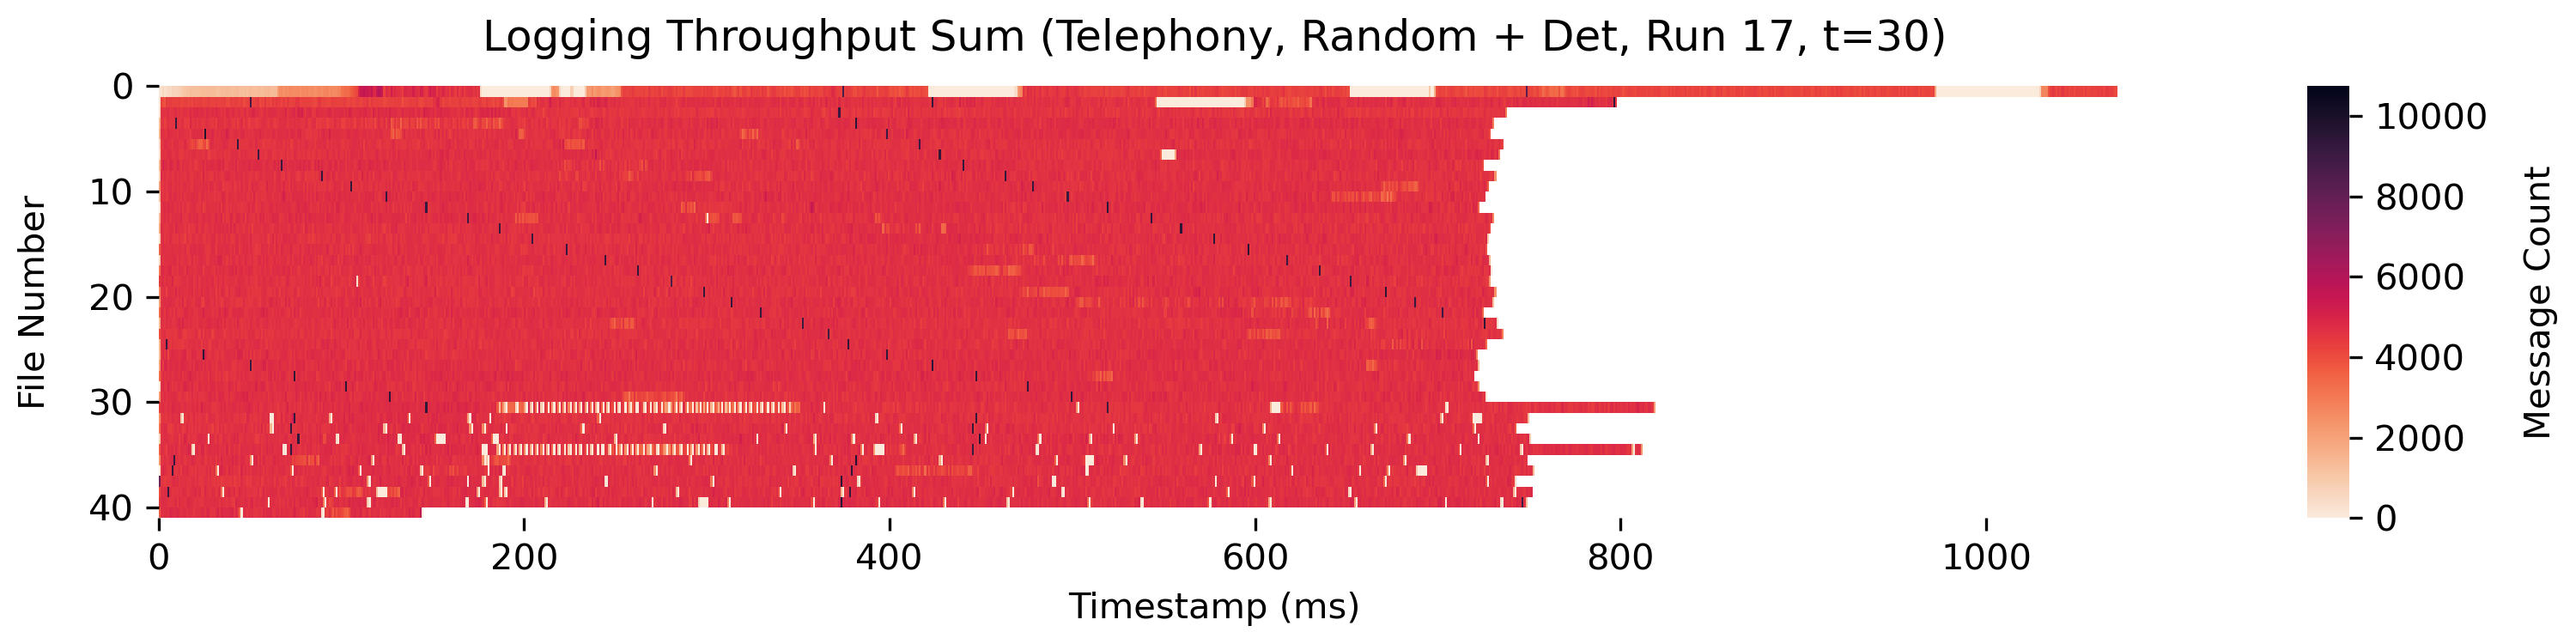 Logging Throughput Sum (Telephony, Random + Det, Run 17, t=30)
File Number
0
10
20
30
40
0 200 400 600 800 1000
Timestamp (ms)
10000
8000
6000
4000
2000
0
Message Count